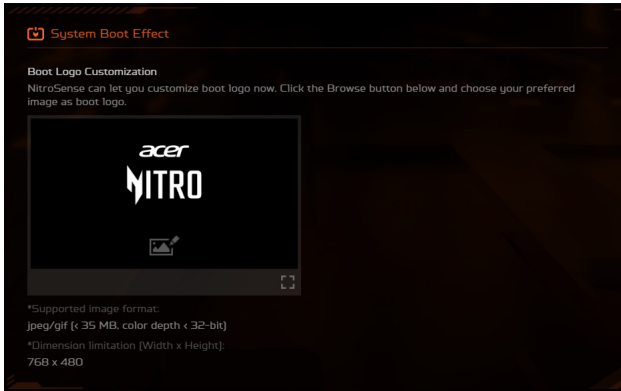 System Boot Effect
Boot Logo Customization
NitroSense can let you customize boot logo now. Click the Browse button below and choose your preferred
image as boot logo.
acer
NITRO
*Supported image format:
jpeg/gif (< 35 MB, color depth < 32-bit)
*Dimension limitation (Width x Height):
768 x 480